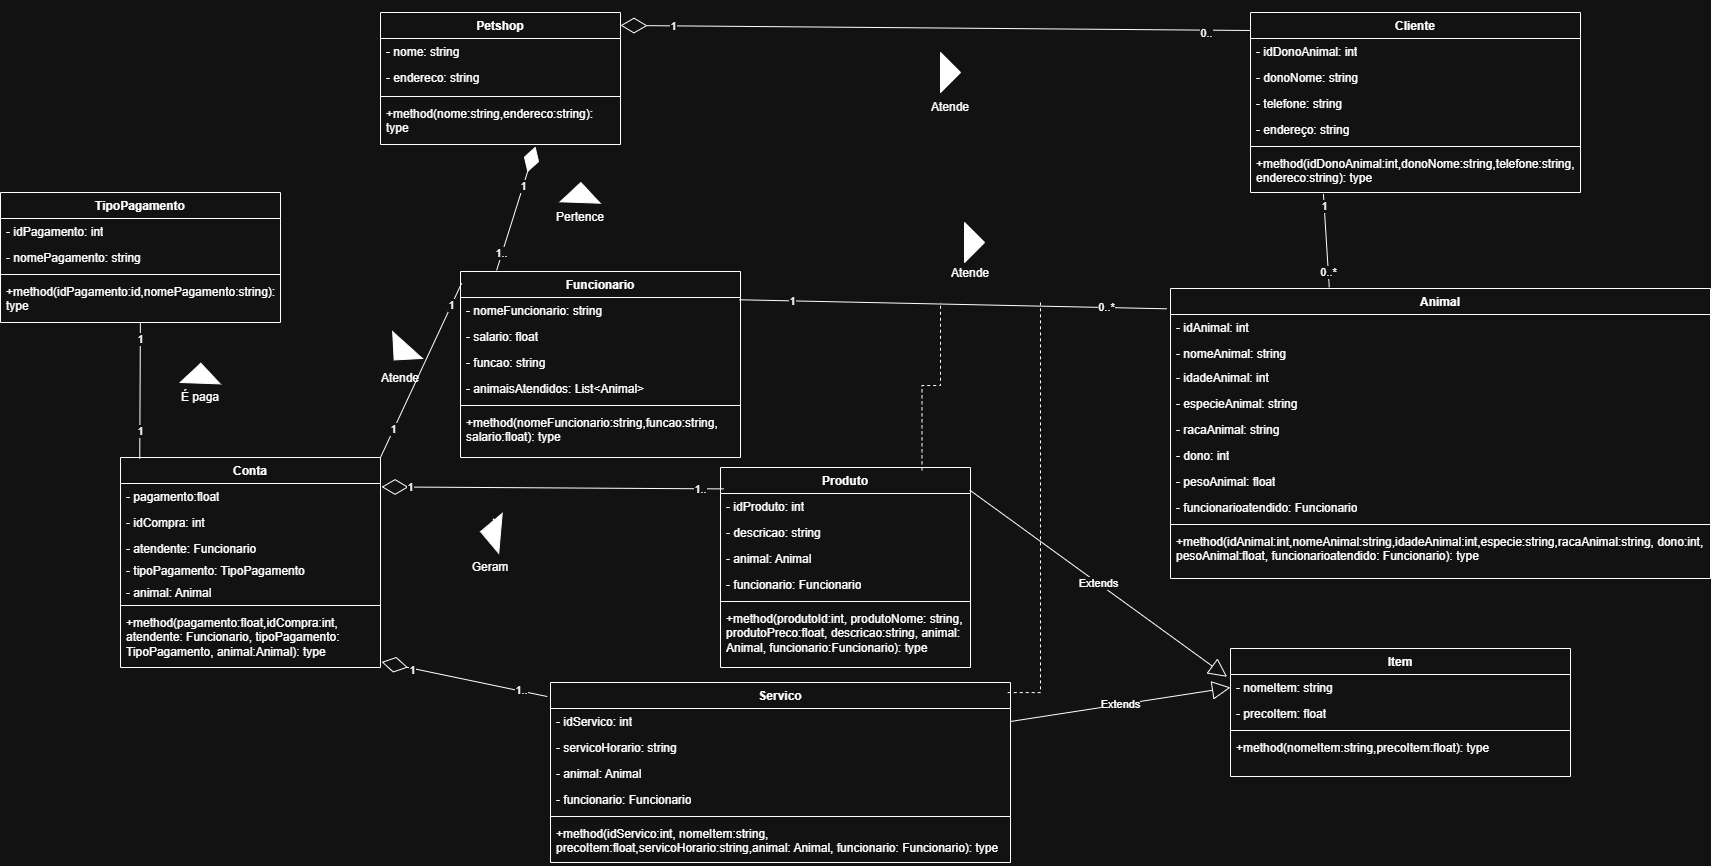 Petshop
- nome: string
- endereco: string
+method(nome:string,endereco:string):
type
1
0..
Atende
Cliente
- idDonoAnimal: int
- donoNome: string
- telefone: string
- endereço: string
+method(idDonoAnimal:int,donoNome:string,telefone:string,
endereco:string): type
1
0..*
1
Pertence
1..
TipoPagamento
- idPagamento: int
- nomePagamento: string
+method(idPagamento:id,nomePagamento:string):
type
1
É paga
1
Funcionario
- nomeFuncionario: string
- salario: float
- funcao: string
- animaisAtendidos: List<Animal>
+method(nomeFuncionario:string,funcao:string,
salario:float): type
1
Atende
1
Atende
1
0..*
Animal
- idAnimal: int
- nomeAnimal: string
- idadeAnimal: int
- especieAnimal: string
- racaAnimal: string
- dono: int
- pesoAnimal: float
- funcionarioatendido: Funcionario
+method(idAnimal:int,nomeAnimal:string,idadeAnimal:int,especie:string,racaAnimal:string, dono:int,
pesoAnimal:float, funcionarioatendido: Funcionario): type
Conta
- pagamento:float
- idCompra: int
- atendente: Funcionario
- tipoPagamento: TipoPagamento
- animal: Animal
+method(pagamento:float,idCompra:int,
atendente: Funcionario, tipoPagamento:
TipoPagamento, animal:Animal): type
1
1..
Geram
1
1..
Produto
- idProduto: int
- descricao: string
- animal: Animal
- funcionario: Funcionario
+method(produtoId:int, produtoNome: string,
produtoPreco:float, descricao:string, animal:
Animal, funcionario:Funcionario): type
Extends
Servico
- idServico: int
- servicoHorario: string
- animal: Animal
- funcionario: Funcionario
+method(idServico:int, nomeItem:string,
precoItem:float,servicoHorario:string,animal: Animal, funcionario: Funcionario): type
Extends
Item
- nomeItem: string
- precoItem: float
+method(nomeItem:string,precoItem:float): type